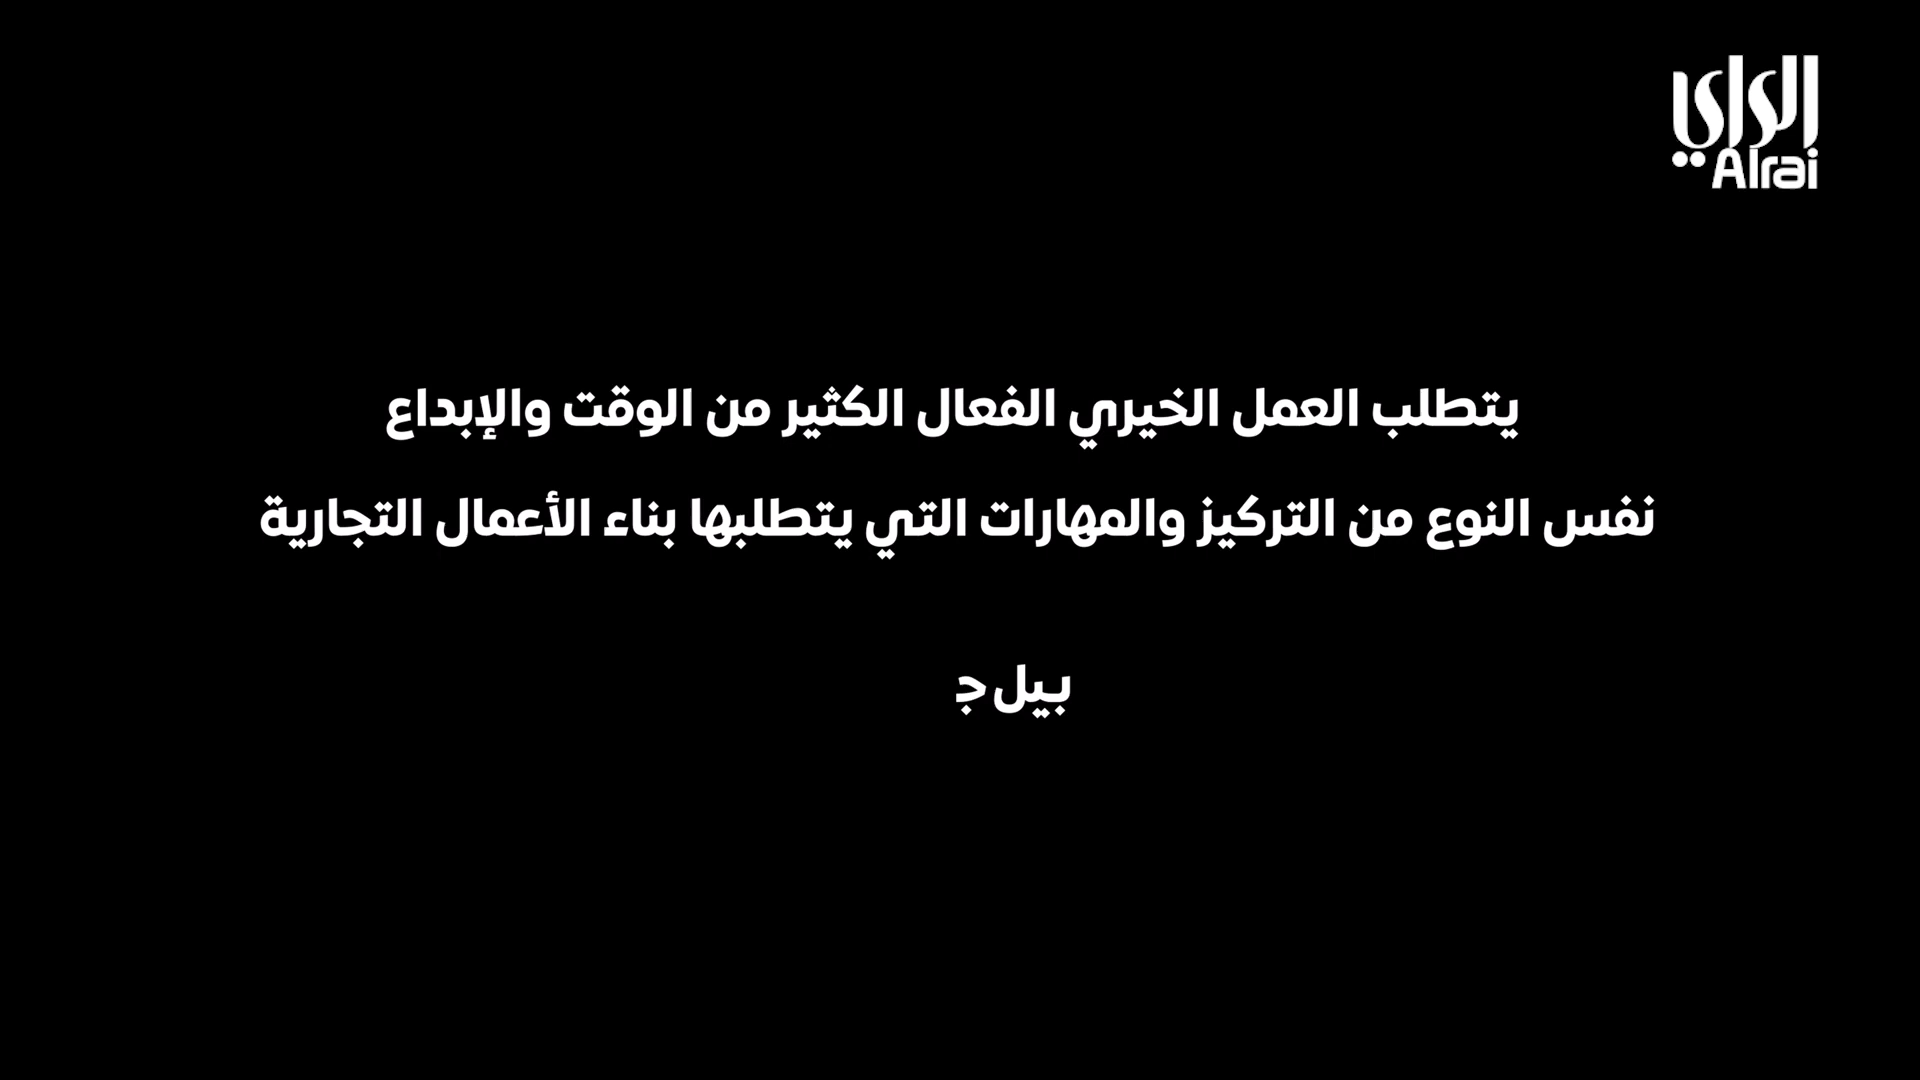 الراي
Alrai
يتطلب العمل الخيري الفعال الكثير من الوقت والإبداع
نفس النوع من التركيز والمهارات التي يتطلبها بناء الأعمال التجارية
بيل ج